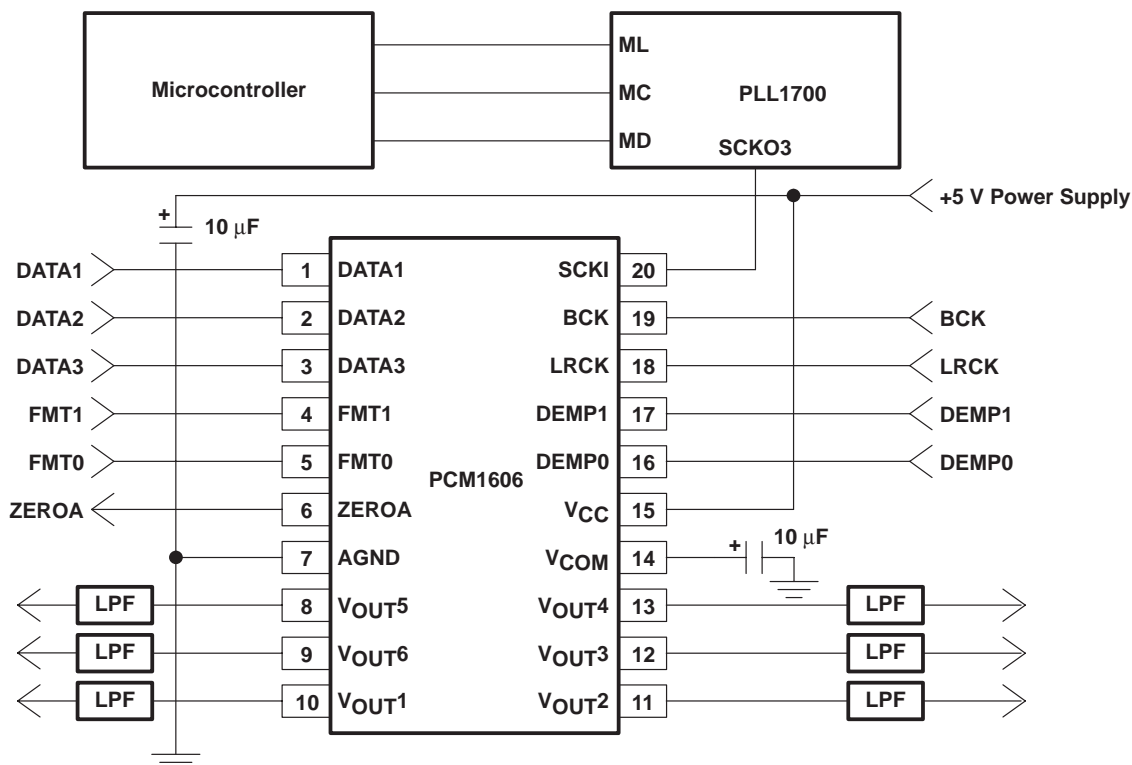 ML
Microcontroller
MC
PLL1700
MD
SCKO3
+5 V Power Supply
+
10 μF
DATA1 1 DATA1 SCKI 20
DATA2 2 DATA2 BCK 19 BCK
DATA3 3 DATA3 LRCK 18 LRCK
FMT1 4 FMT1 DEMP1 17 DEMP1
FMT0 5 FMT0 DEMP0 16 DEMP0
PCM1606
ZEROA 6 ZEROA VCC 15
+ 10 μF
7 AGND VCOM 14
LPF 8 VOUT5 VOUT4 13 LPF
LPF 9 VOUT6 VOUT3 12 LPF
LPF 10 VOUT1 VOUT2 11 LPF